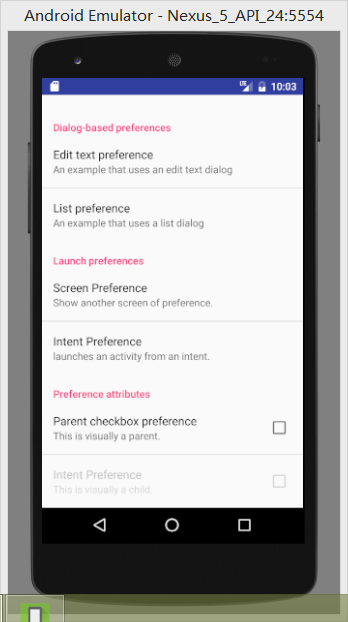 Android Emulator - Nexus_5_API_24:5554
LTE 10:03
Dialog-based preferences
Edit text preference
An example that uses an edit text dialog
List preference
An example that uses a list dialog
Launch preferences
Screen Preference
Show another screen of preference.
Intent Preference
launches an activity from an intent.
Preference attributes
Parent checkbox preference
This is visually a parent.
Intent Preference
This is visually a child.